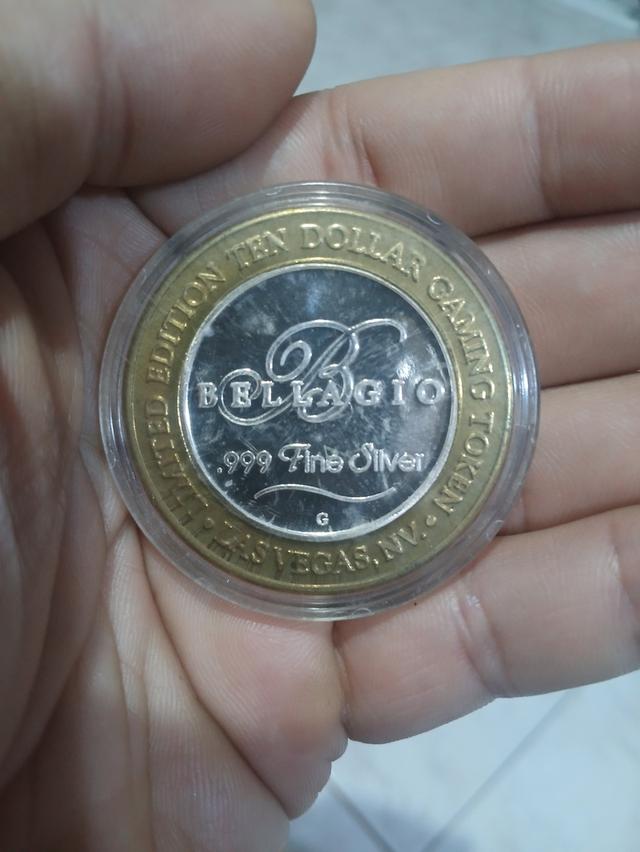 LIMITED EDITION TEN DOLLAR GAMING TOKEN
B
BELLAGIO
.999 Fine Silver
G
• LAS VEGAS, NV. •